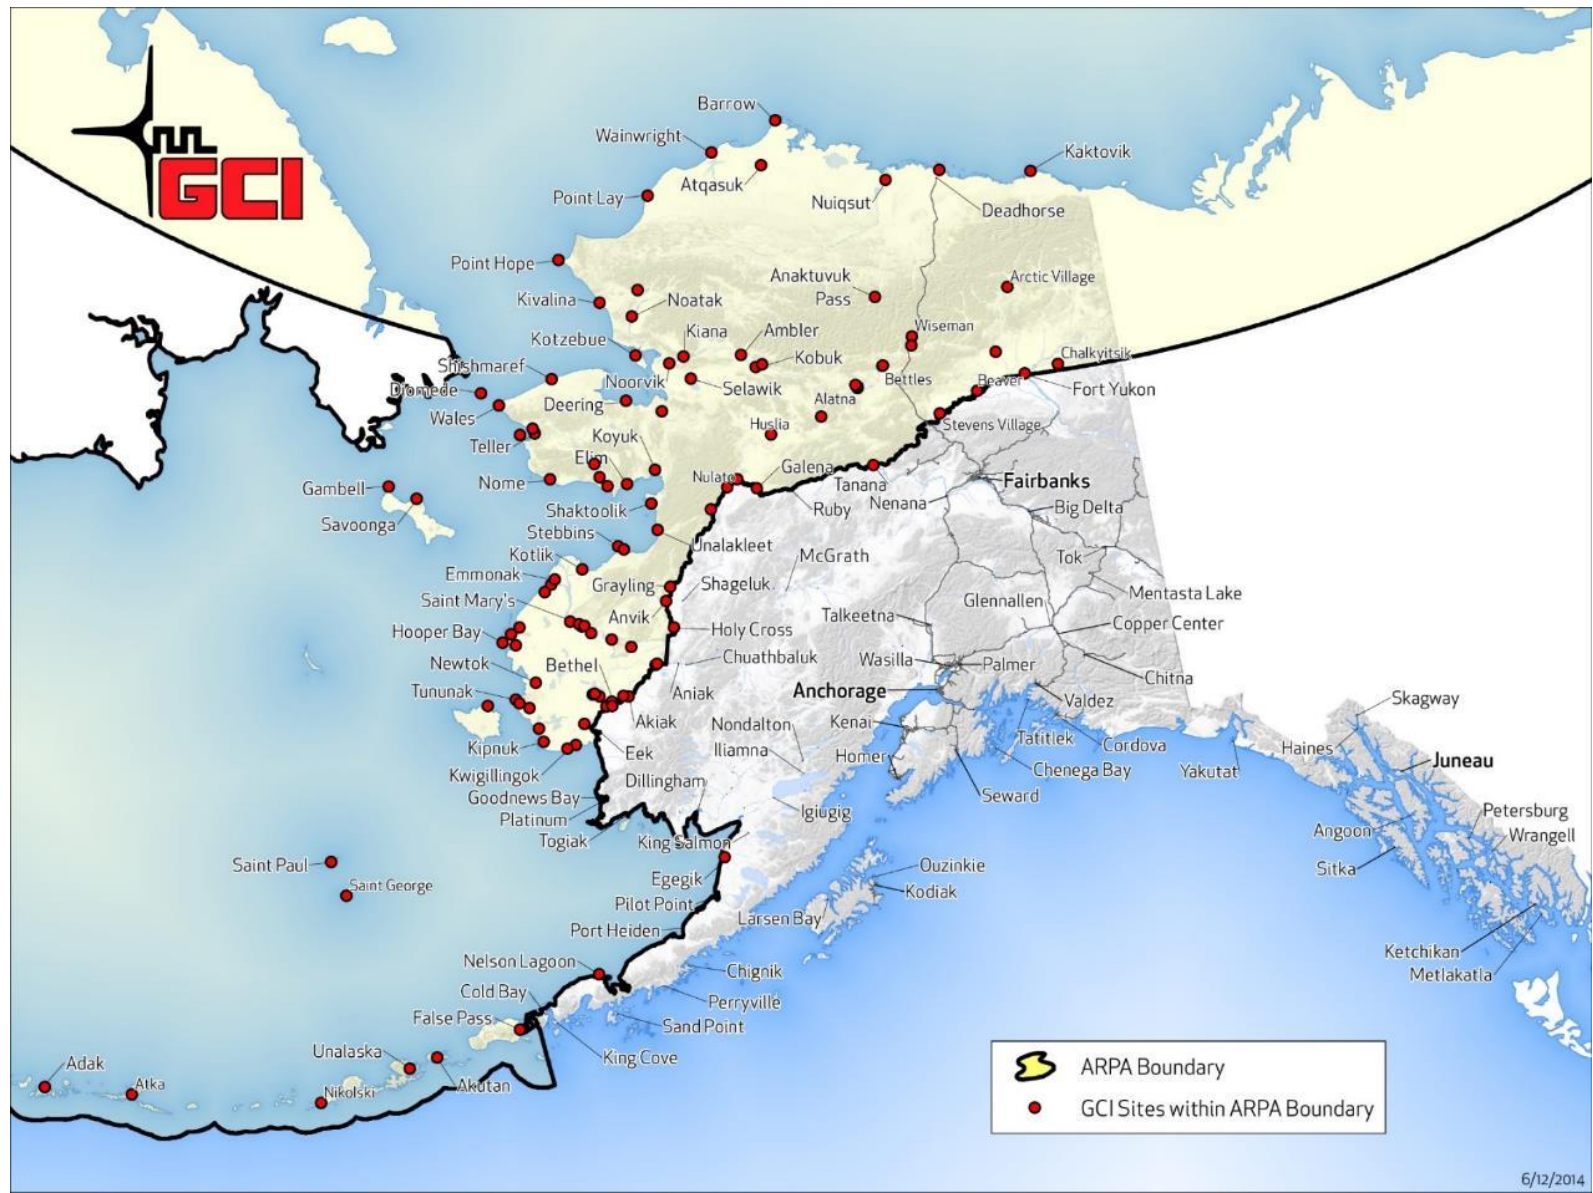 GCI
Barrow
Wainwright
Kaktovik
Atqasuk
Point Lay
Nuiqsut
Deadhorse
Point Hope
Anaktuvuk
Pass
Arctic Village
Kivalina
Noatak
Kiana
Ambler
Wiseman
Kotzebue
Kobuk
Chalkyitsik
Shishmaref
Noorvik
Selawik
Bettles
Beaver
Fort Yukon
Diomede
Deering
Alatna
Wales
Huslia
Stevens Village
Teller
Koyuk
Elim
Nome
Nulato
Galena
Tanana
Fairbanks
Gambell
Nenana
Ruby
Big Delta
Savoonga
Shaktoolik
Stebbins
Unalakleet
Kotlik
McGrath
Tok
Emmonak
Grayling
Shageluk
Mentasta Lake
Saint Mary's
Glennallen
Anvik
Talkeetna
Copper Center
Hooper Bay
Holy Cross
Newtok
Bethel
Chuathbaluk
Wasilla
Palmer
Chitna
Tununak
Aniak
Anchorage
Valdez
Skagway
Akiak
Nondalton
Kenai
Kipnuk
Eek
Iliamna
Homer
Tatitlek
Cordova
Haines
Juneau
Kwigillingok
Dillingham
Chenega Bay
Yakutat
Goodnews Bay
Seward
Platinum
Igiugig
Petersburg
Togiak
King Salmon
Angoon
Wrangell
Saint Paul
Egegik
Ouzinkie
Sitka
Saint George
Kodiak
Pilot Point
Larsen Bay
Port Heiden
Ketchikan
Nelson Lagoon
Chignik
Metlakatla
Cold Bay
Perryville
False Pass
Sand Point
Unalaska
King Cove
Adak
Atka
Nikolski
Akutan
ARPA Boundary
GCI Sites within ARPA Boundary
6/12/2014